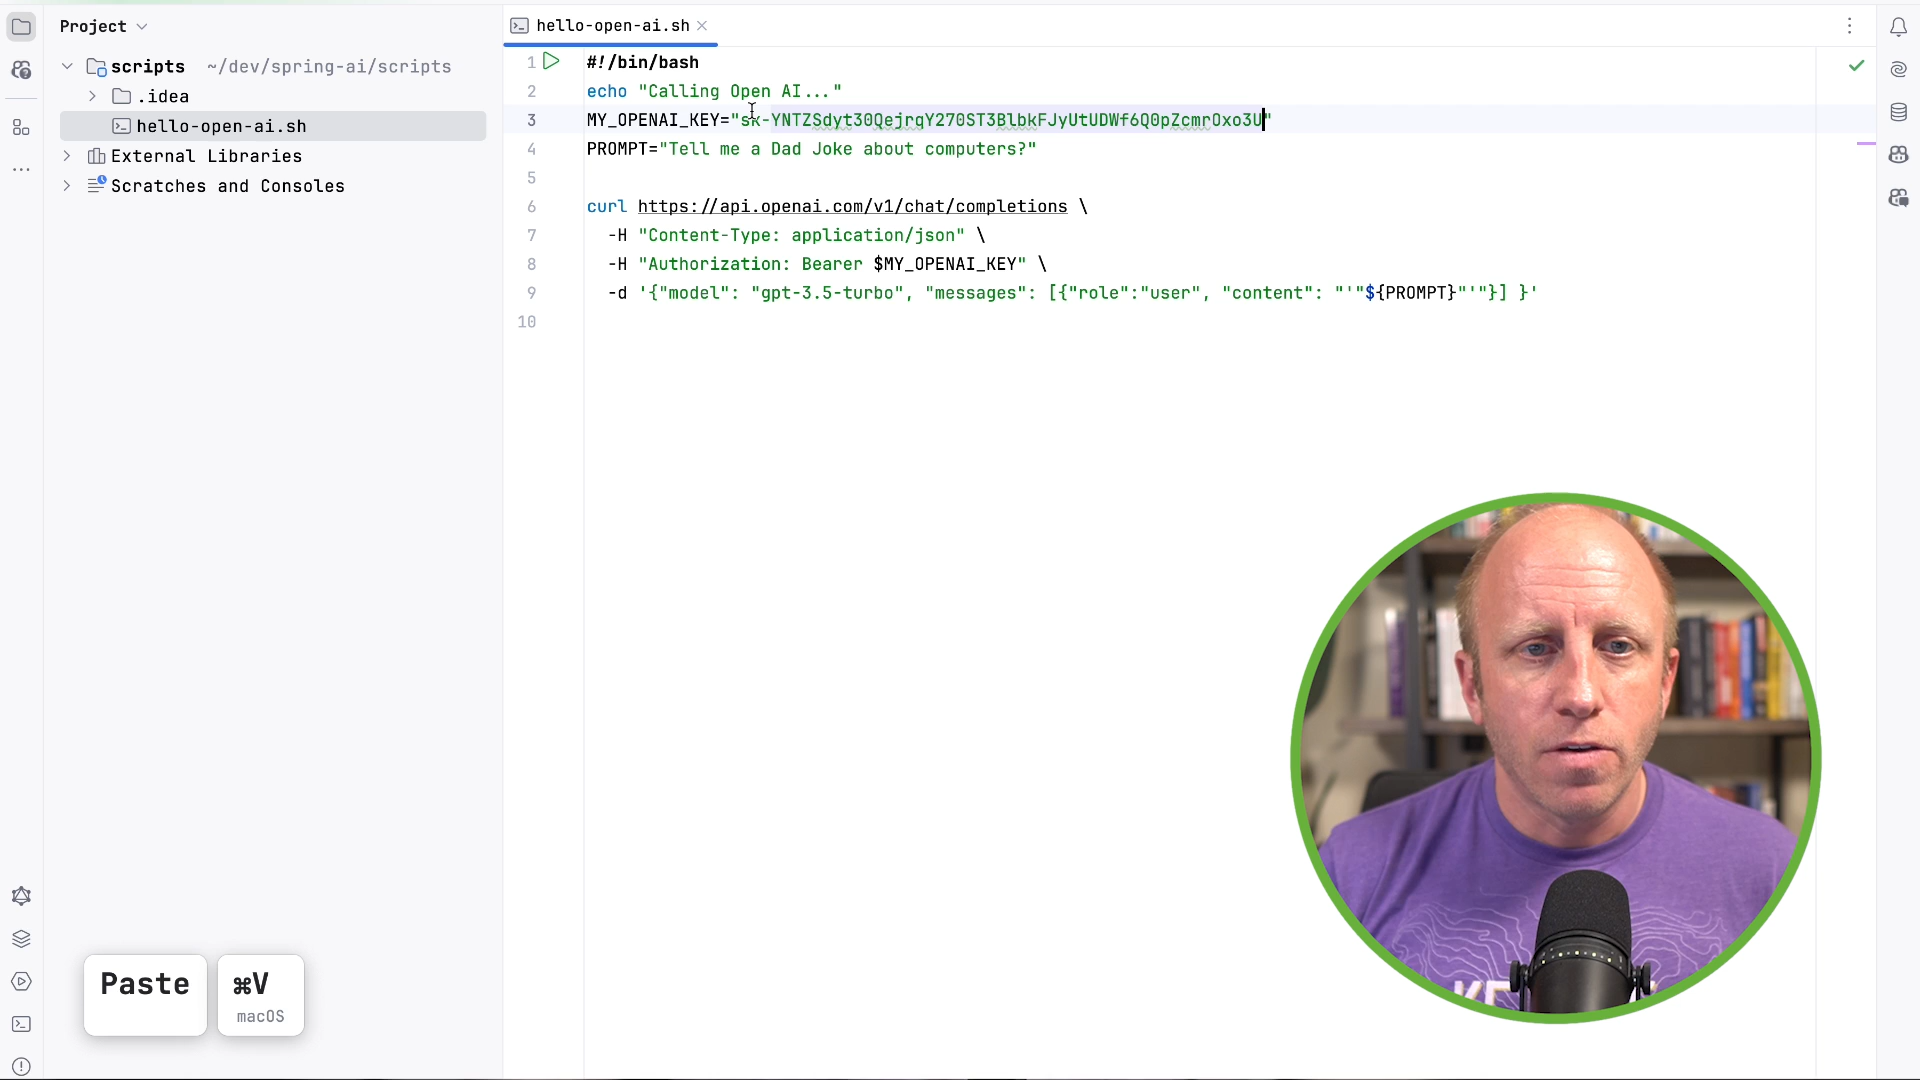 Project
hello-open-ai.sh
scripts ~/dev/spring-ai/scripts
.idea
hello-open-ai.sh
External Libraries
Scratches and Consoles
1 #!/bin/bash
2 echo "Calling Open AI..."
3 MY_OPENAI_KEY="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"
4 PROMPT="Tell me a Dad Joke about computers?"
5
6 curl https://api.openai.com/v1/chat/completions \
7 -H "Content-Type: application/json" \
8 -H "Authorization: Bearer $MY_OPENAI_KEY" \
9 -d '{"model": "gpt-3.5-turbo", "messages": [{"role":"user", "content": "'"${PROMPT}"'"}] }'
10
Paste
⌘V
macOS